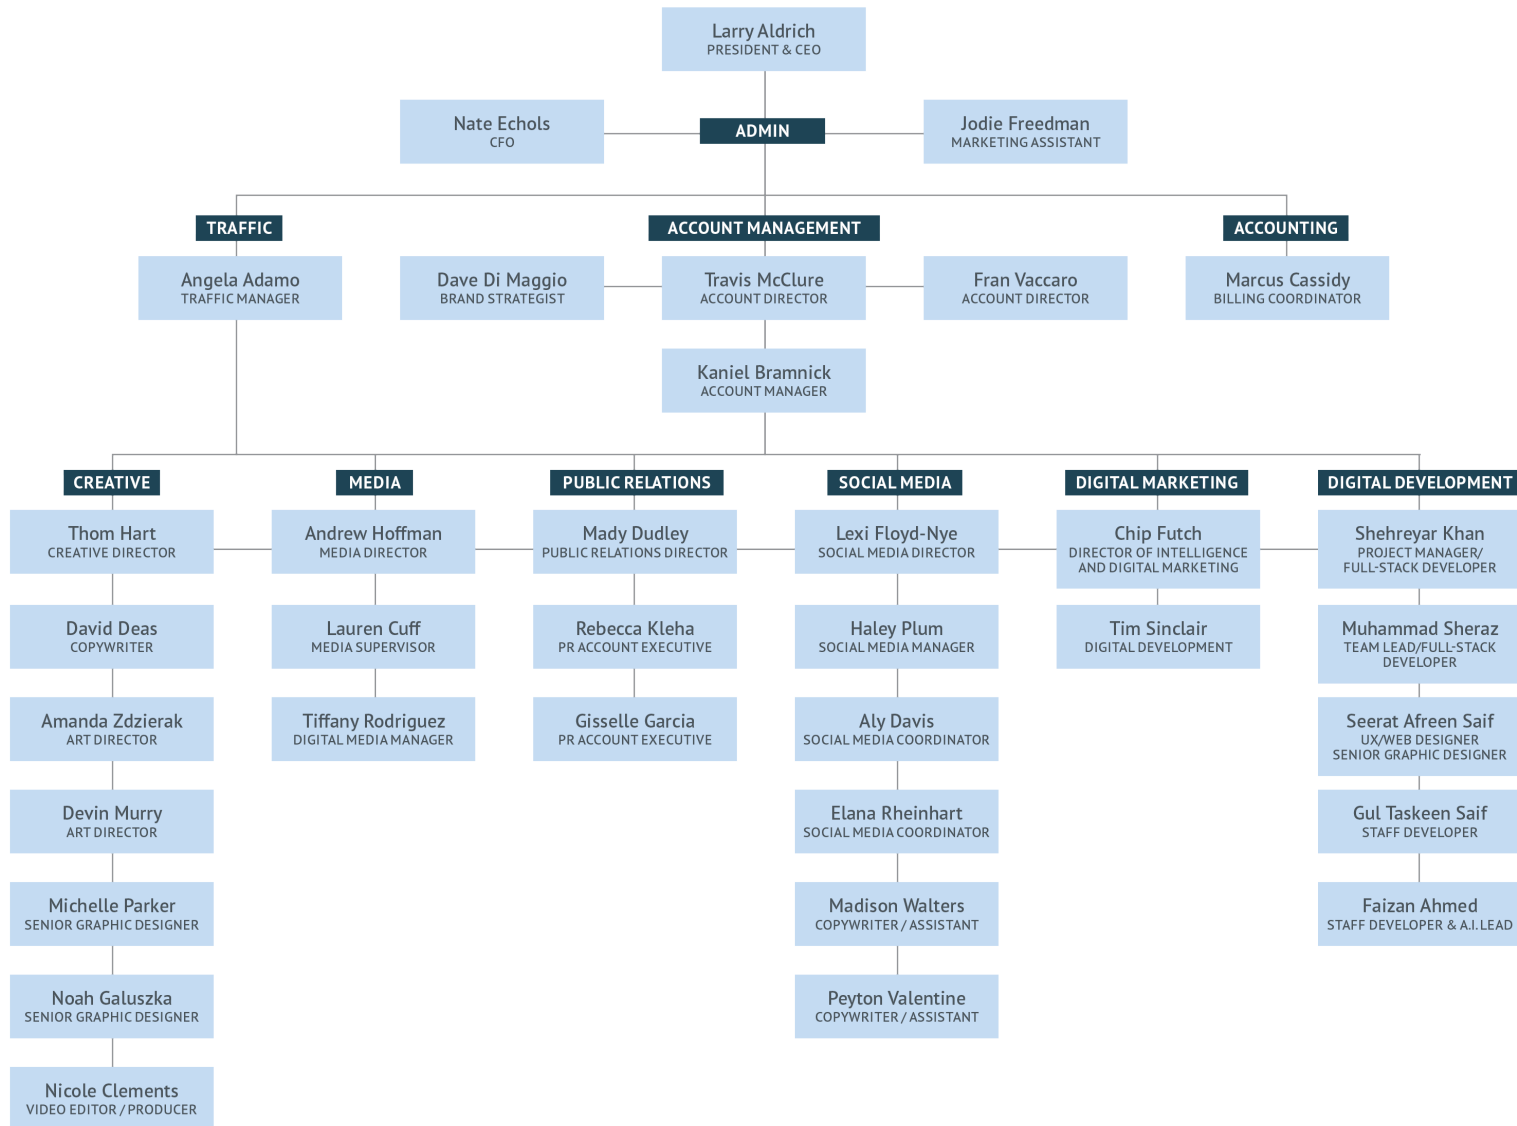 Larry Aldrich
PRESIDENT & CEO
Nate Echols
CFO
ADMIN
Jodie Freedman
MARKETING ASSISTANT
TRAFFIC
ACCOUNT MANAGEMENT
ACCOUNTING
Angela Adamo
TRAFFIC MANAGER
Dave Di Maggio
BRAND STRATEGIST
Travis McClure
ACCOUNT DIRECTOR
Fran Vaccaro
ACCOUNT DIRECTOR
Marcus Cassidy
BILLING COORDINATOR
Kaniel Bramnick
ACCOUNT MANAGER
CREATIVE
Thom Hart
CREATIVE DIRECTOR
David Deas
COPYWRITER
Amanda Zdzierak
ART DIRECTOR
Devin Murry
ART DIRECTOR
Michelle Parker
SENIOR GRAPHIC DESIGNER
Noah Galuszka
SENIOR GRAPHIC DESIGNER
Nicole Clements
VIDEO EDITOR / PRODUCER
MEDIA
Andrew Hoffman
MEDIA DIRECTOR
Lauren Cuff
MEDIA SUPERVISOR
Tiffany Rodriguez
DIGITAL MEDIA MANAGER
PUBLIC RELATIONS
Mady Dudley
PUBLIC RELATIONS DIRECTOR
Rebecca Kleha
PR ACCOUNT EXECUTIVE
Gisselle Garcia
PR ACCOUNT EXECUTIVE
SOCIAL MEDIA
Lexi Floyd-Nye
SOCIAL MEDIA DIRECTOR
Haley Plum
SOCIAL MEDIA MANAGER
Aly Davis
SOCIAL MEDIA COORDINATOR
Elana Rheinhart
SOCIAL MEDIA COORDINATOR
Madison Walters
COPYWRITER / ASSISTANT
Peyton Valentine
COPYWRITER / ASSISTANT
DIGITAL MARKETING
Chip Futch
DIRECTOR OF INTELLIGENCE
AND DIGITAL MARKETING
Tim Sinclair
DIGITAL DEVELOPMENT
DIGITAL DEVELOPMENT
Shehreyar Khan
PROJECT MANAGER/
FULL-STACK DEVELOPER
Muhammad Sheraz
TEAM LEAD/FULL-STACK
DEVELOPER
Seerat Afreen Saif
UX/WEB DESIGNER
SENIOR GRAPHIC DESIGNER
Gul Taskeen Saif
STAFF DEVELOPER
Faizan Ahmed
STAFF DEVELOPER & A.I. LEAD